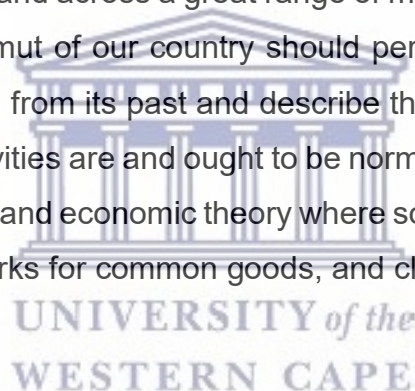 and across a great range of m
mut of our country should per
from its past and describe th
vities are and ought to be norm
and economic theory where sc
rks for common goods, and cl
UNIVERSITY of the
WESTERN CAPE